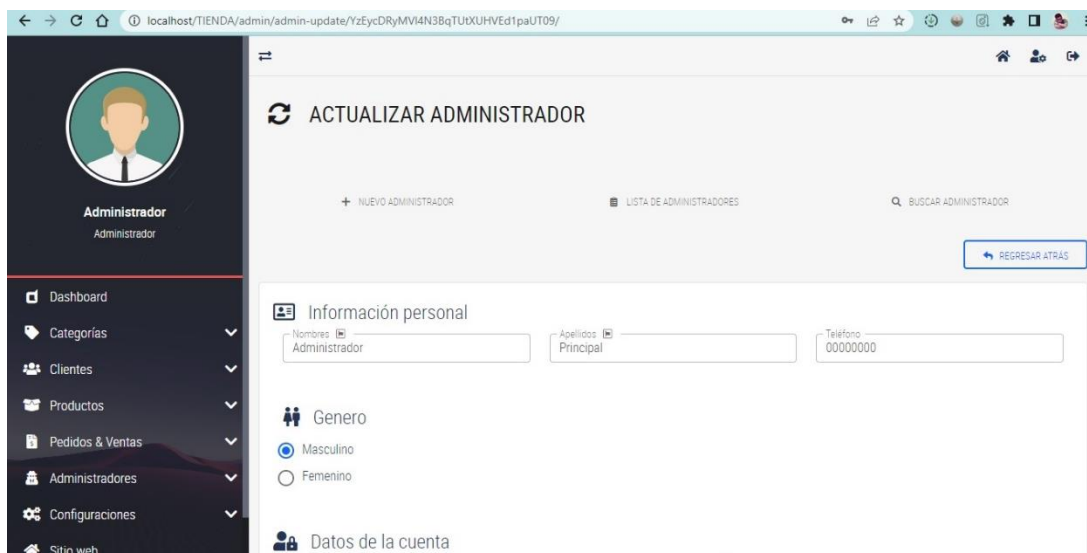 localhost/TIENDA/admin/admin-update/YzEycDRyMVI4N3BqTUtXUHVEd1paUT09/
ACTUALIZAR ADMINISTRADOR
NUEVO ADMINISTRADOR
LISTA DE ADMINISTRADORES
BUSCAR ADMINISTRADOR
REGRESAR ATRÁS
Administrador
Administrador
Dashboard
Categorías
Clientes
Productos
Pedidos & Ventas
Administradores
Configuraciones
Sitio web
Información personal
Nombres
Administrador
Apellidos
Principal
Teléfono
00000000
Genero
Masculino
Femenino
Datos de la cuenta